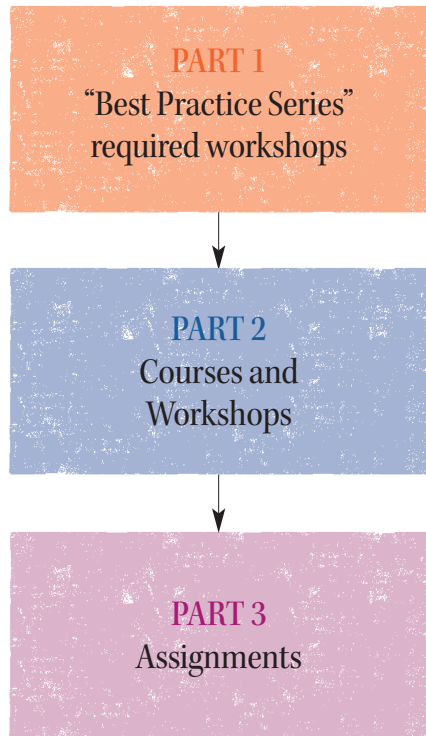 PART 1
“Best Practice Series”
required workshops
PART 2
Courses and
Workshops
PART 3
Assignments